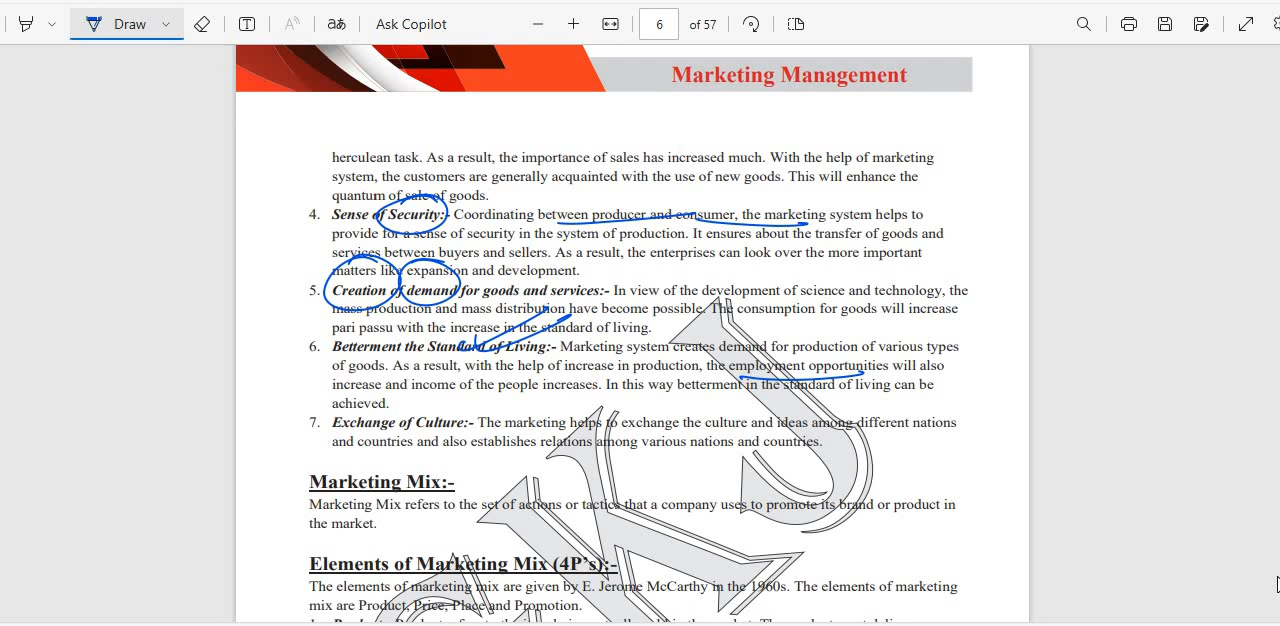 Draw
T
A))
aあ
Ask Copilot
6
of 57
Marketing Management
herculean task. As a result, the importance of sales has increased much. With the help of marketing
system, the customers are generally acquainted with the use of new goods. This will enhance the
quantum of sale of goods.
4. Sense of Security:- Coordinating between producer and consumer, the marketing system helps to
provide for a sense of security in the system of production. It ensures about the transfer of goods and
services between buyers and sellers. As a result, the enterprises can look over the more important
matters like expansion and development.
5. Creation of demand for goods and services:- In view of the development of science and technology, the
mass production and mass distribution have become possible. The consumption for goods will increase
pari passu with the increase in the standard of living.
6. Betterment the Standard of Living:- Marketing system creates demand for production of various types
of goods. As a result, with the help of increase in production, the employment opportunities will also
increase and income of the people increases. In this way betterment in the standard of living can be
achieved.
7. Exchange of Culture:- The marketing helps to exchange the culture and ideas among different nations
and countries and also establishes relations among various nations and countries.
Marketing Mix:-
Marketing Mix refers to the set of actions or tactics that a company uses to promote its brand or product in
the market.
Elements of Marketing Mix (4P's):-
The elements of marketing mix are given by E. Jerome McCarthy in the 1960s. The elements of marketing
mix are Product, Price, Place and Promotion.